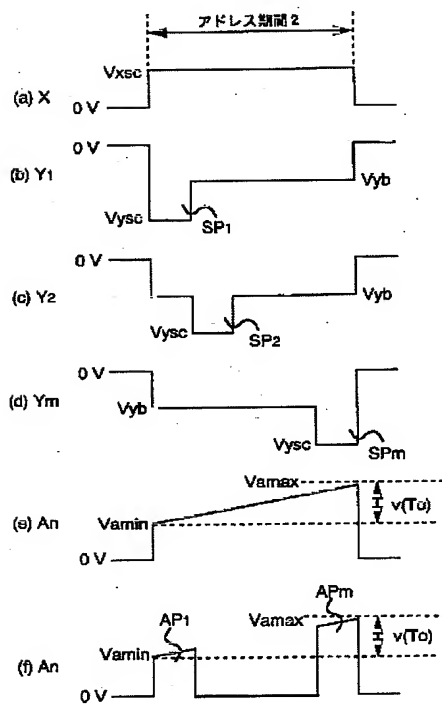 アドレス期間2
Vxsc
(a) X
0 V
0 V
(b) Y1
Vyb
Vysc
SP1
0 V
(c) Y2
Vyb
Vysc
SP2
0 V
(d) Ym
Vyb
Vysc
SPm
Vamax
(e) An
Vamin
v(To)
0 V
APm
AP1
Vamax
(f) An
Vamin
v(To)
0 V